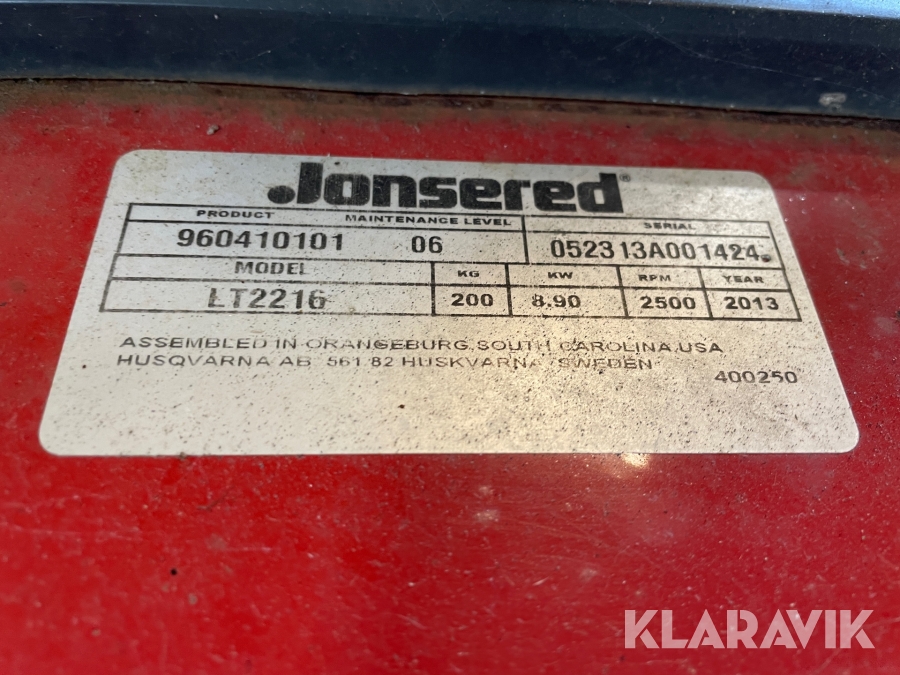 Jonsered®
PRODUCT MAINTENANCE LEVEL SERIAL
960410101 06 052313A001424.
MODEL KG KW RPM YEAR
LT2216 200 8.90 2500 2013
ASSEMBLED IN ORANGEBURG, SOUTH CAROLINA, USA
HUSQVARNA AB 561 82 HUSKVARNA, SWEDEN
400250
KLARAVIK